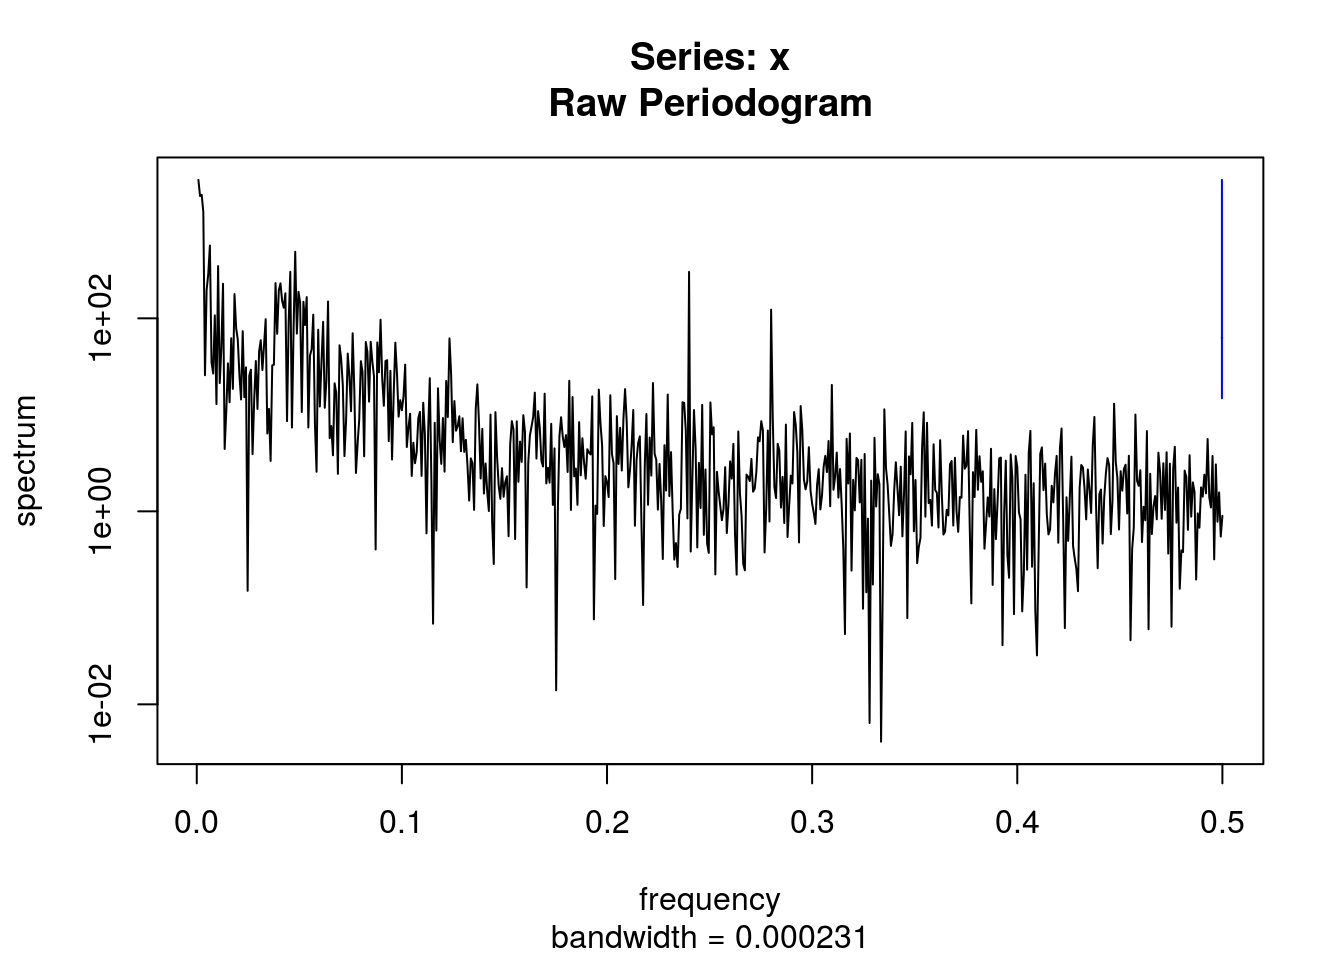 Series: x
Raw Periodogram
spectrum
1e+02
1e+00
1e-02
0.0 0.1 0.2 0.3 0.4 0.5
frequency
bandwidth = 0.000231